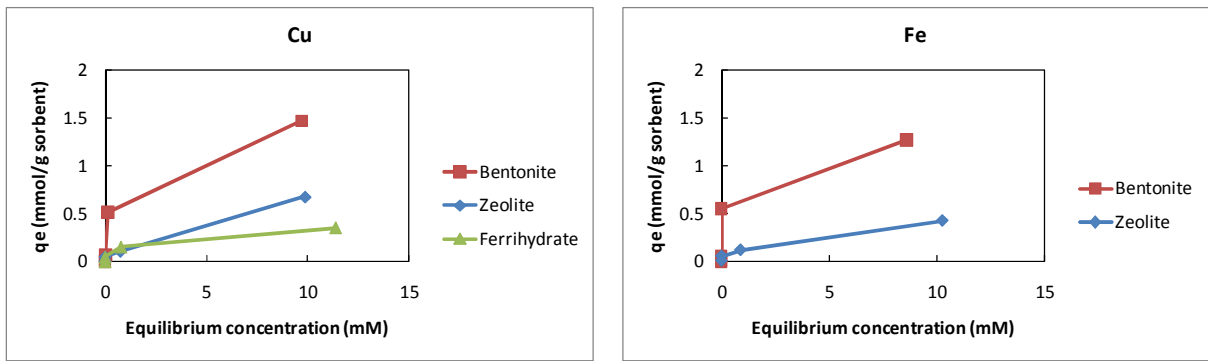 Cu
qe (mmol/g sorbent)
2
1.5
1
0.5
0
0
5
10
15
Equilibrium concentration (mM)
Bentonite
Zeolite
Ferrihydrate
Fe
qe (mmol/g sorbent)
2
1.5
1
0.5
0
0
5
10
15
Equilibrium concentration (mM)
Bentonite
Zeolite